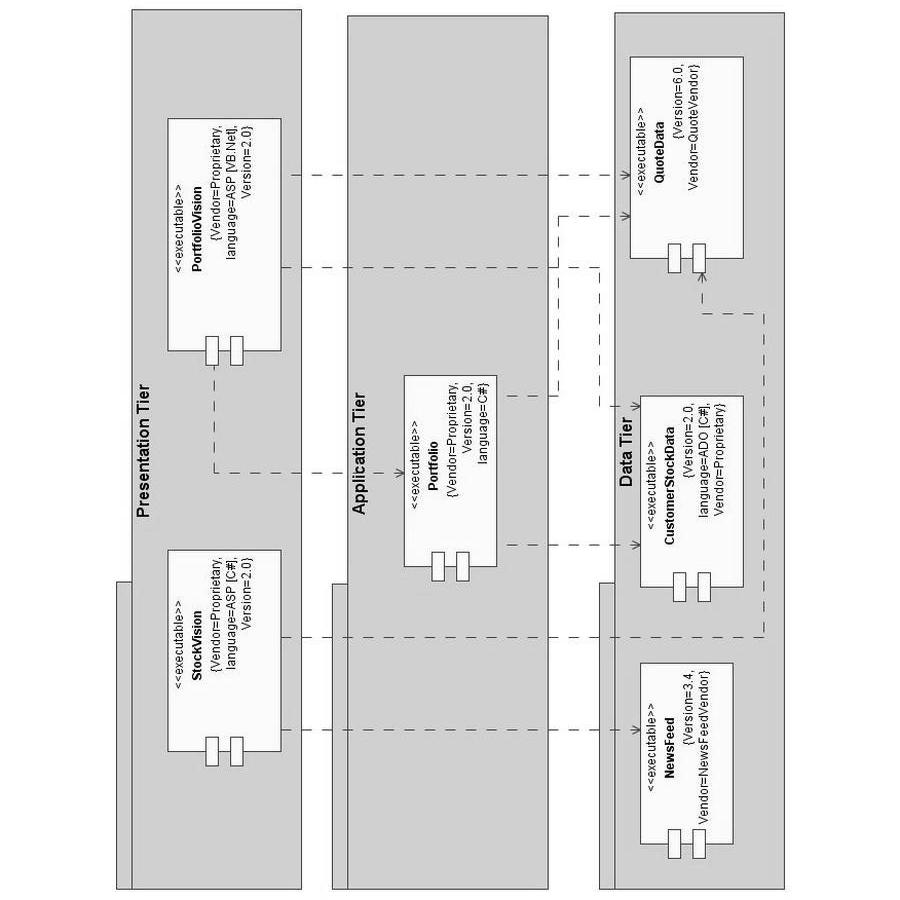 Presentation Tier
<<executable>>
StockVision
{Vendor=Proprietary,
language=ASP [C#],
Version=2.0}
<<executable>>
PortfolioVision
{Vendor=Proprietary,
language=ASP [VB.Net],
Version=2.0}
Application Tier
<<executable>>
Portfolio
{Vendor=Proprietary,
Version=2.0,
language=C#}
Data Tier
<<executable>>
NewsFeed
{Version=3.4,
Vendor=NewsFeedVendor}
<<executable>>
CustomerStockData
{Version=2.0,
language=ADO [C#],
Vendor=Proprietary}
<<executable>>
QuoteData
{Version=6.0,
Vendor=QuoteVendor}